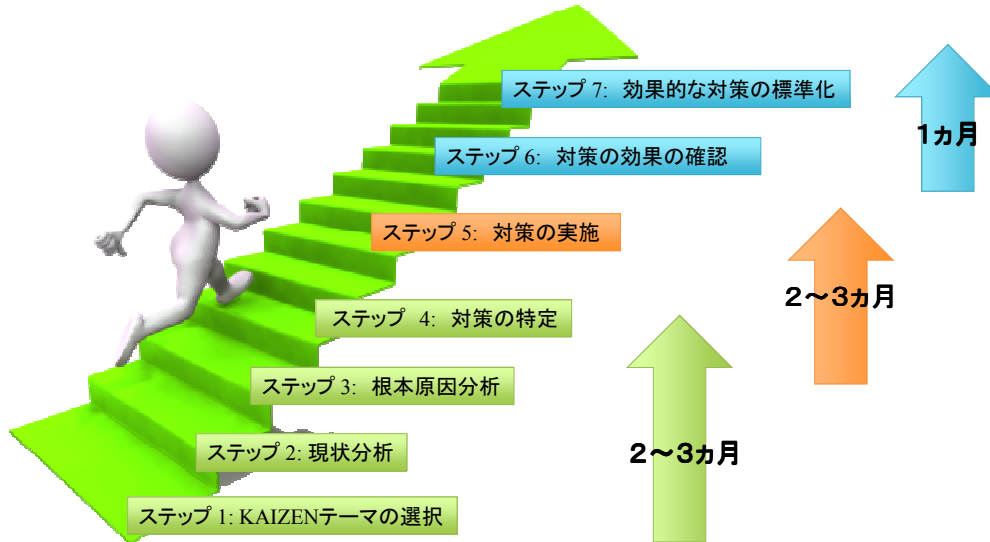 ステップ 7: 効果的な対策の標準化
1ヵ月
ステップ 6: 対策の効果の確認
ステップ 5: 対策の実施
2～3ヵ月
ステップ 4: 対策の特定
ステップ 3: 根本原因分析
ステップ 2: 現状分析
2～3ヵ月
ステップ 1: KAIZENテーマの選択